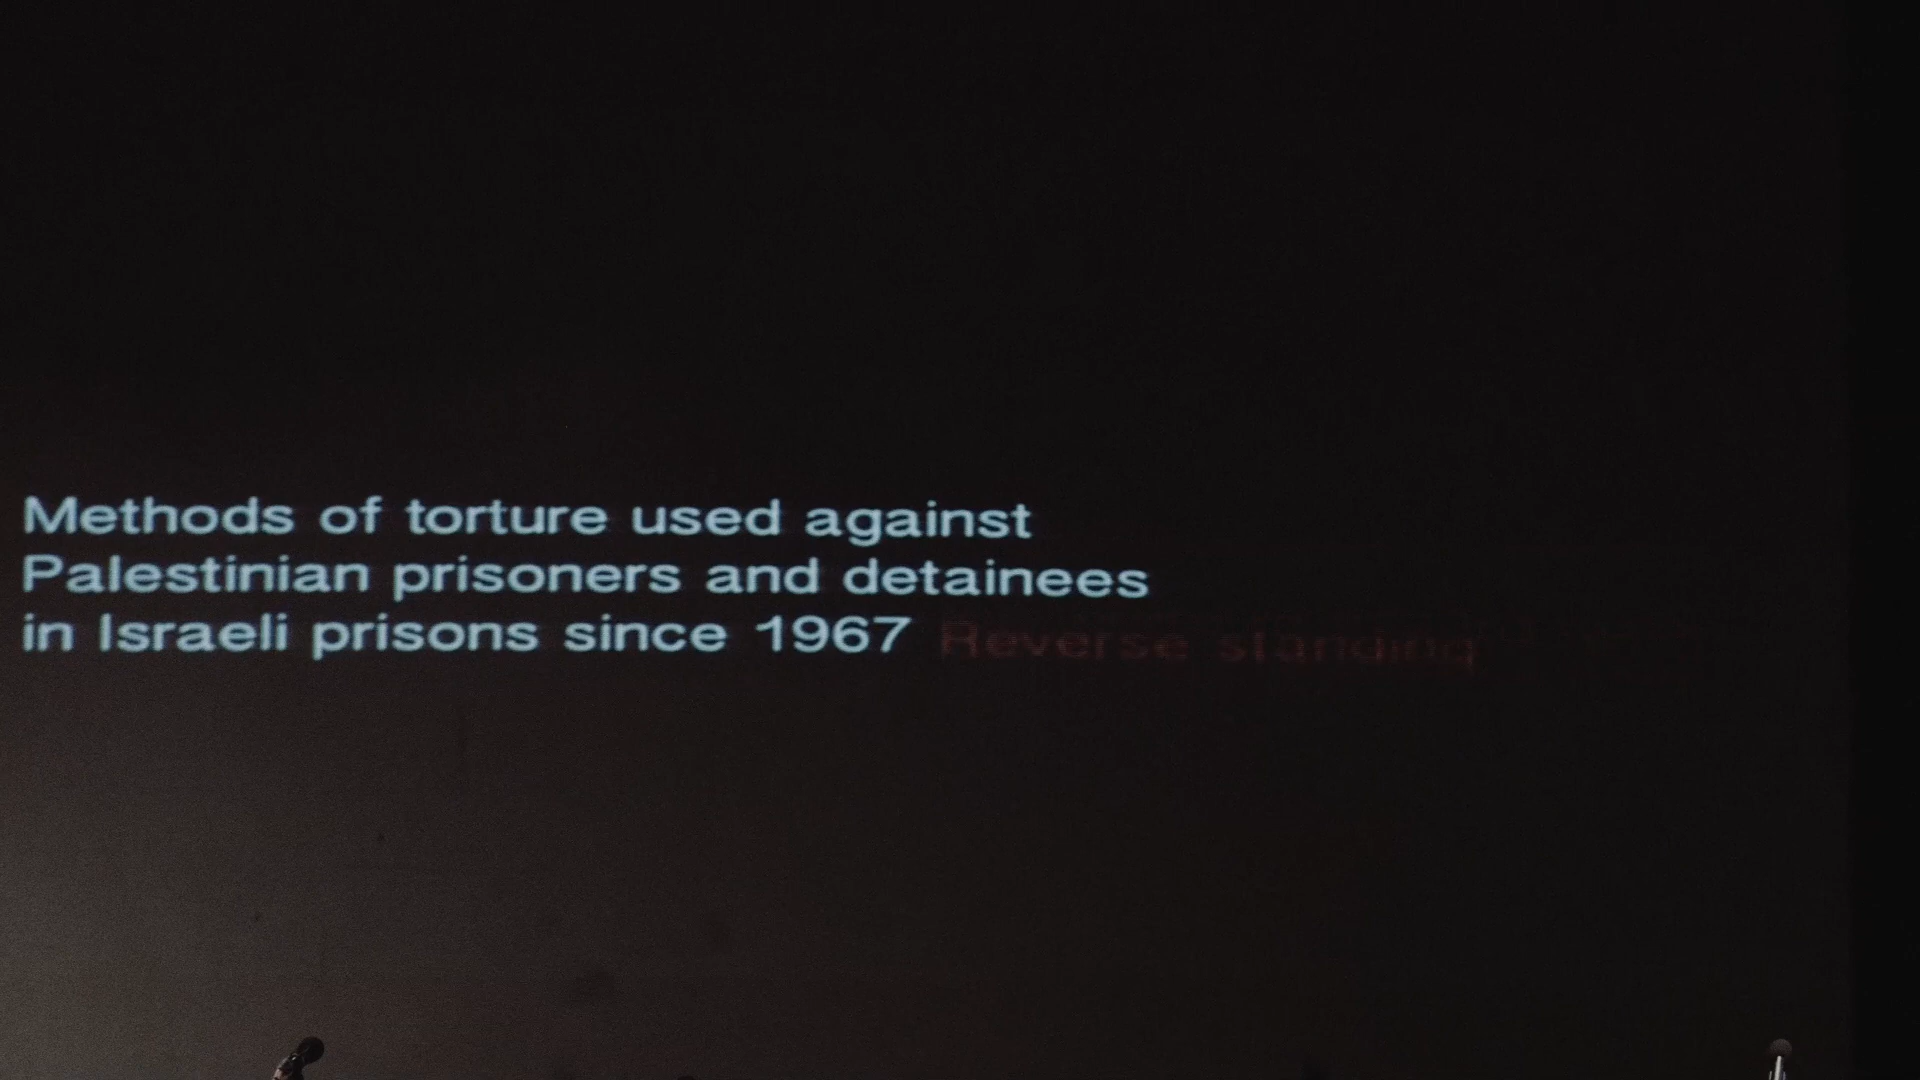 Methods of torture used against
Palestinian prisoners and detainees
in Israeli prisons since 1967 Reverse standing